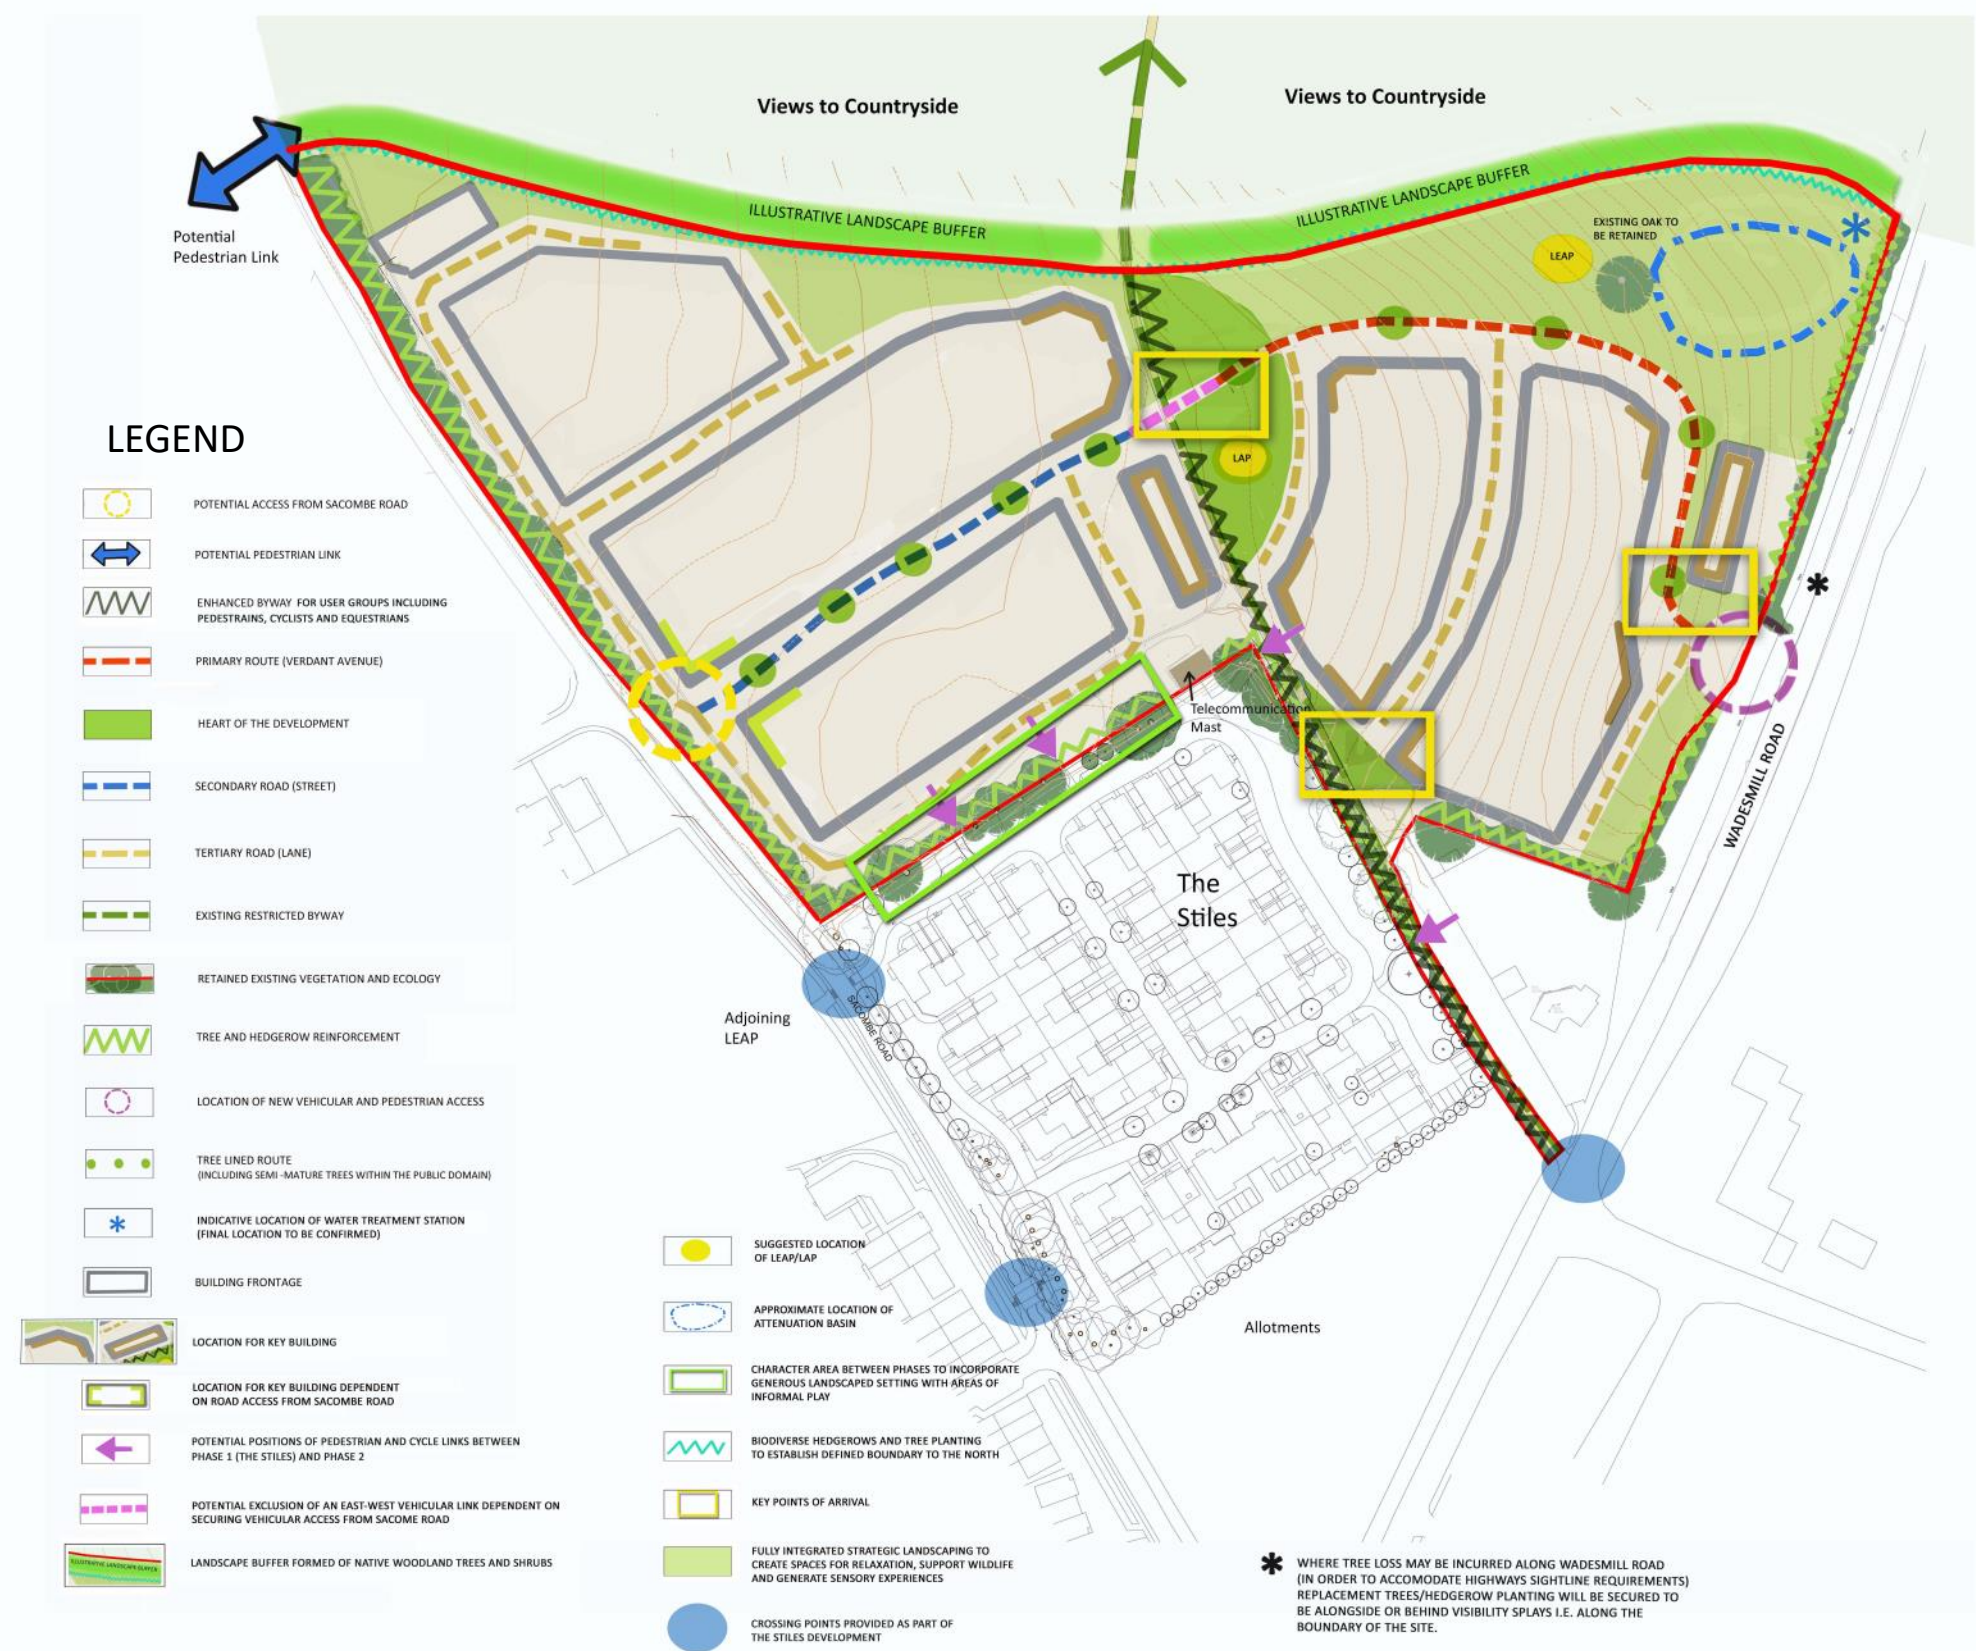 Views to Countryside
Views to Countryside
ILLUSTRATIVE LANDSCAPE BUFFER
ILLUSTRATIVE LANDSCAPE BUFFER
EXISTING OAK TO
BE RETAINED
LEAP
Potential
Pedestrian Link
LAP
Telecommunication
Mast
WADESMILL ROAD
The
Stiles
Adjoining
LEAP
SACOMBE ROAD
Allotments
LEGEND
POTENTIAL ACCESS FROM SACOMBE ROAD
POTENTIAL PEDESTRIAN LINK
ENHANCED BYWAY FOR USER GROUPS INCLUDING
PEDESTRAINS, CYCLISTS AND EQUESTRIANS
PRIMARY ROUTE (VERDANT AVENUE)
HEART OF THE DEVELOPMENT
SECONDARY ROAD (STREET)
TERTIARY ROAD (LANE)
EXISTING RESTRICTED BYWAY
RETAINED EXISTING VEGETATION AND ECOLOGY
TREE AND HEDGEROW REINFORCEMENT
LOCATION OF NEW VEHICULAR AND PEDESTRIAN ACCESS
TREE LINED ROUTE
(INCLUDING SEMI -MATURE TREES WITHIN THE PUBLIC DOMAIN)
INDICATIVE LOCATION OF WATER TREATMENT STATION
(FINAL LOCATION TO BE CONFIRMED)
BUILDING FRONTAGE
LOCATION FOR KEY BUILDING
LOCATION FOR KEY BUILDING DEPENDENT
ON ROAD ACCESS FROM SACOMBE ROAD
POTENTIAL POSITIONS OF PEDESTRIAN AND CYCLE LINKS BETWEEN
PHASE 1 (THE STILES) AND PHASE 2
POTENTIAL EXCLUSION OF AN EAST-WEST VEHICULAR LINK DEPENDENT ON
SECURING VEHICULAR ACCESS FROM SACOME ROAD
ILLUSTRATIVE LANDSCAPE BUFFER
LANDSCAPE BUFFER FORMED OF NATIVE WOODLAND TREES AND SHRUBS
SUGGESTED LOCATION
OF LEAP/LAP
APPROXIMATE LOCATION OF
ATTENUATION BASIN
CHARACTER AREA BETWEEN PHASES TO INCORPORATE
GENEROUS LANDSCAPED SETTING WITH AREAS OF
INFORMAL PLAY
BIODIVERSE HEDGEROWS AND TREE PLANTING
TO ESTABLISH DEFINED BOUNDARY TO THE NORTH
KEY POINTS OF ARRIVAL
FULLY INTEGRATED STRATEGIC LANDSCAPING TO
CREATE SPACES FOR RELAXATION, SUPPORT WILDLIFE
AND GENERATE SENSORY EXPERIENCES
CROSSING POINTS PROVIDED AS PART OF
THE STILES DEVELOPMENT
WHERE TREE LOSS MAY BE INCURRED ALONG WADESMILL ROAD
(IN ORDER TO ACCOMODATE HIGHWAYS SIGHTLINE REQUIREMENTS)
REPLACEMENT TREES/HEDGEROW PLANTING WILL BE SECURED TO
BE ALONGSIDE OR BEHIND VISIBILITY SPLAYS I.E. ALONG THE
BOUNDARY OF THE SITE.